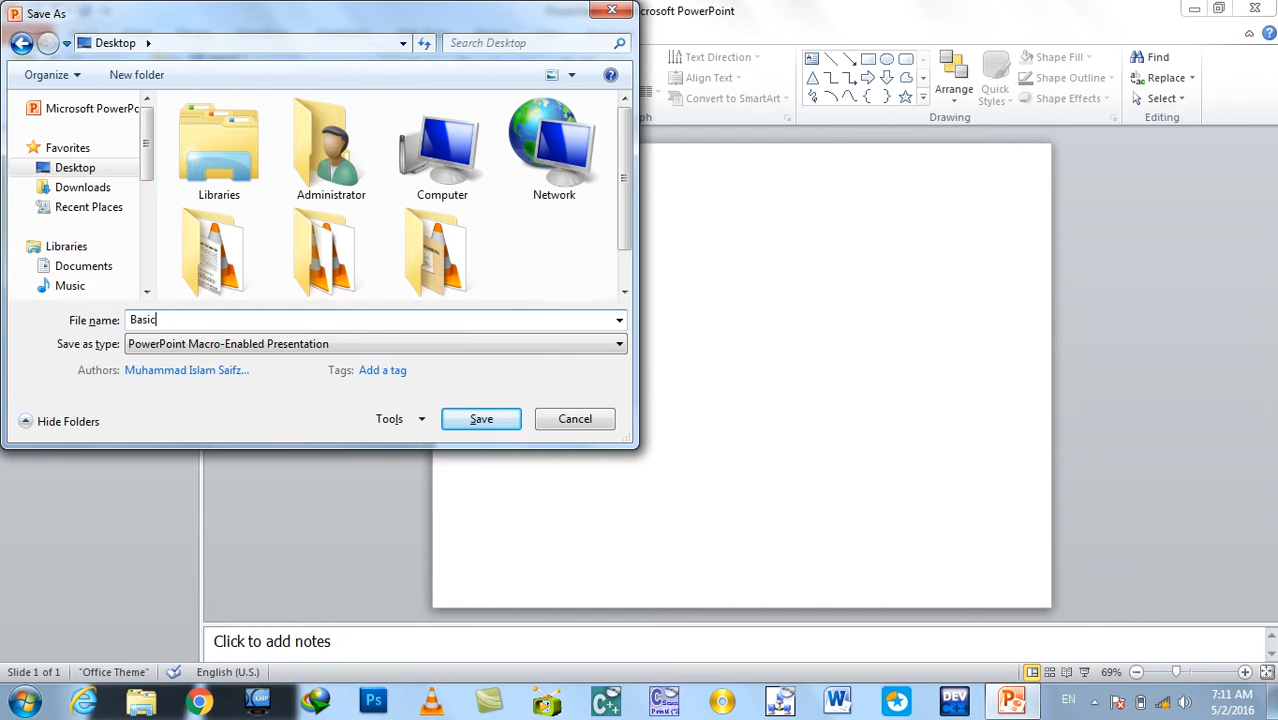 Save As
Microsoft PowerPoint
Desktop
Search Desktop
Organize
New folder
Microsoft PowerPc
Favorites
Desktop
Downloads
Recent Places
Libraries
Documents
Music
Libraries
Administrator
Computer
Network
File name: Basic
Save as type: PowerPoint Macro-Enabled Presentation
Authors: Muhammad Islam Saifz... Tags: Add a tag
Hide Folders
Tools
Save
Cancel
Text Direction
Align Text
Convert to SmartArt
ph
Arrange
Quick
Styles
Shape Fill
Shape Outline
Shape Effects
Drawing
Find
Replace
Select
Editing
Click to add notes
Slide 1 of 1 "Office Theme" English (U.S.) 69%
EN
7:11 AM
5/2/2016